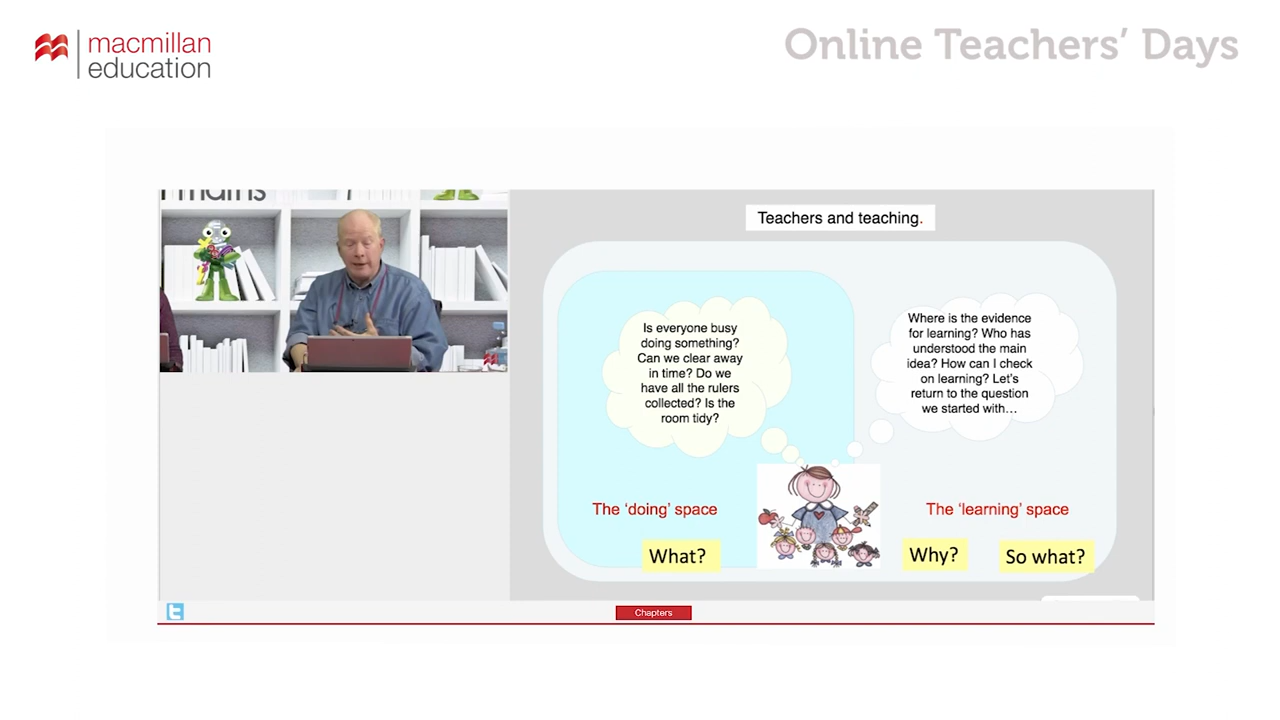 macmillan
education
Online Teachers’ Days
maths
Teachers and teaching.
Is everyone busy
doing something?
Can we clear away
in time? Do we
have all the rulers
collected? Is the
room tidy?
Where is the evidence
for learning? Who has
understood the main
idea? How can I check
on learning? Let’s
return to the question
we started with…
The ‘doing’ space
The ‘learning’ space
What?
Why?
So what?
Chapters